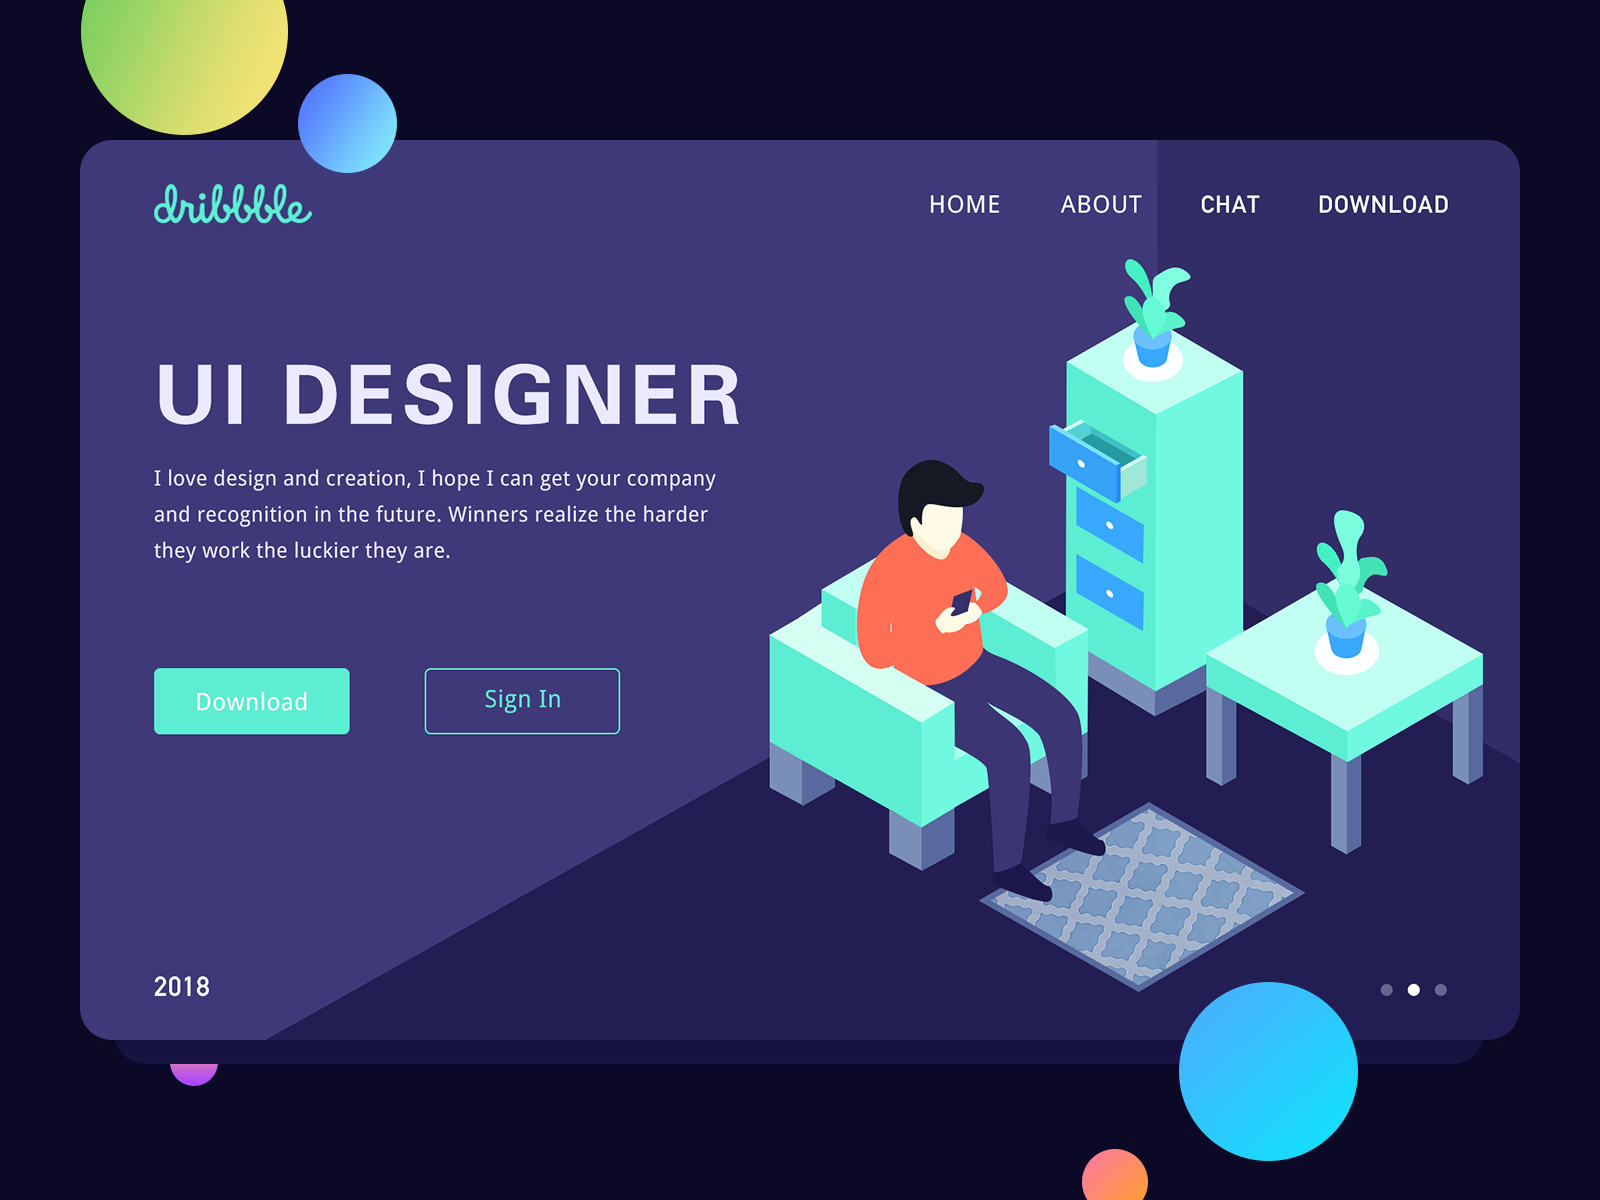 dribbble
HOME ABOUT CHAT DOWNLOAD
UI DESIGNER
I love design and creation, I hope I can get your company
and recognition in the future. Winners realize the harder
they work the luckier they are.
Download Sign In
2018